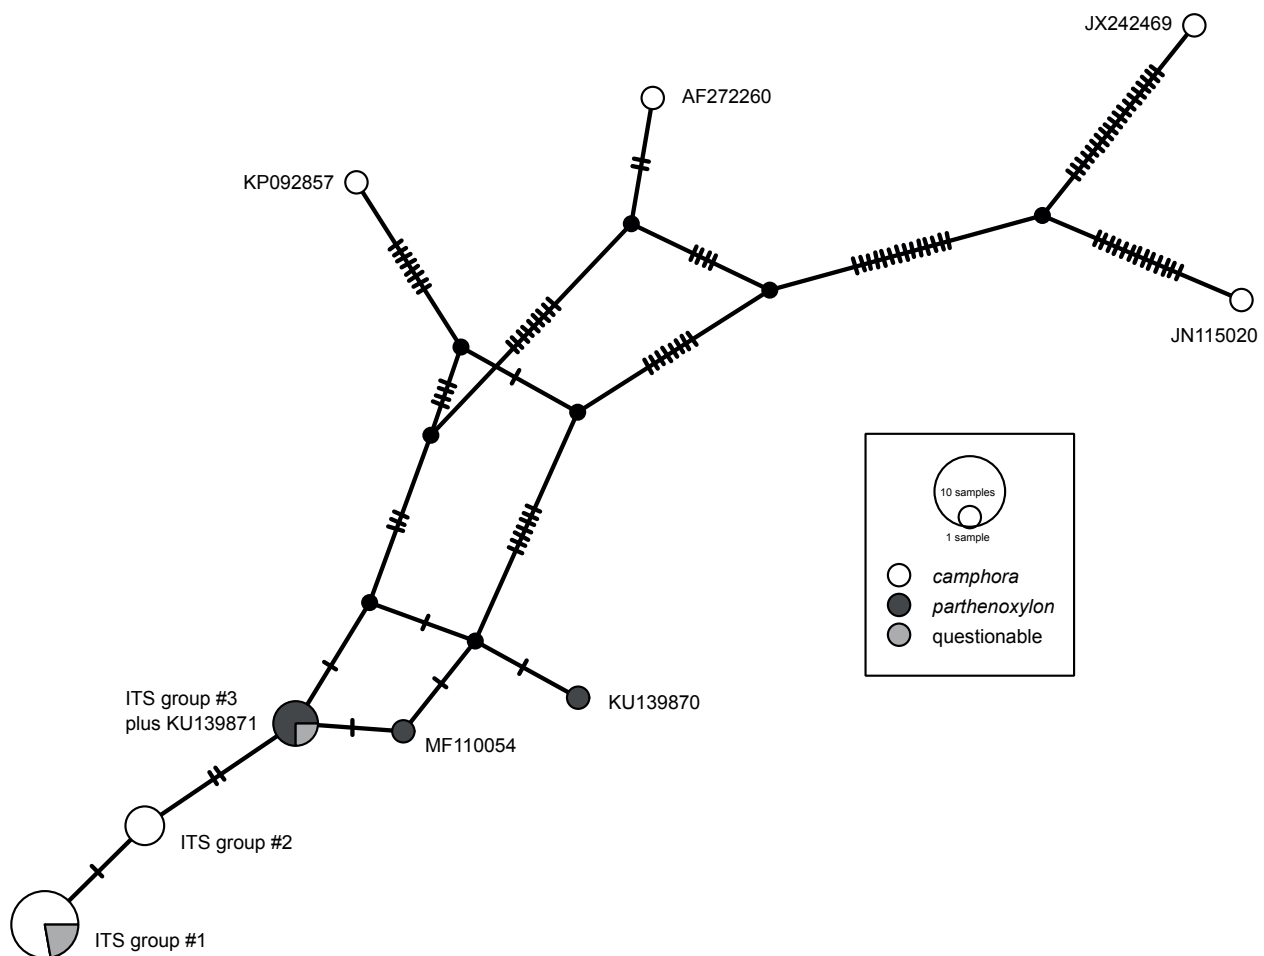 JX242469
AF272260
KP092857
JN115020
10 samples
1 sample
camphora
parthenoxylon
questionable
ITS group #3
plus KU139871
KU139870
MF110054
ITS group #2
ITS group #1